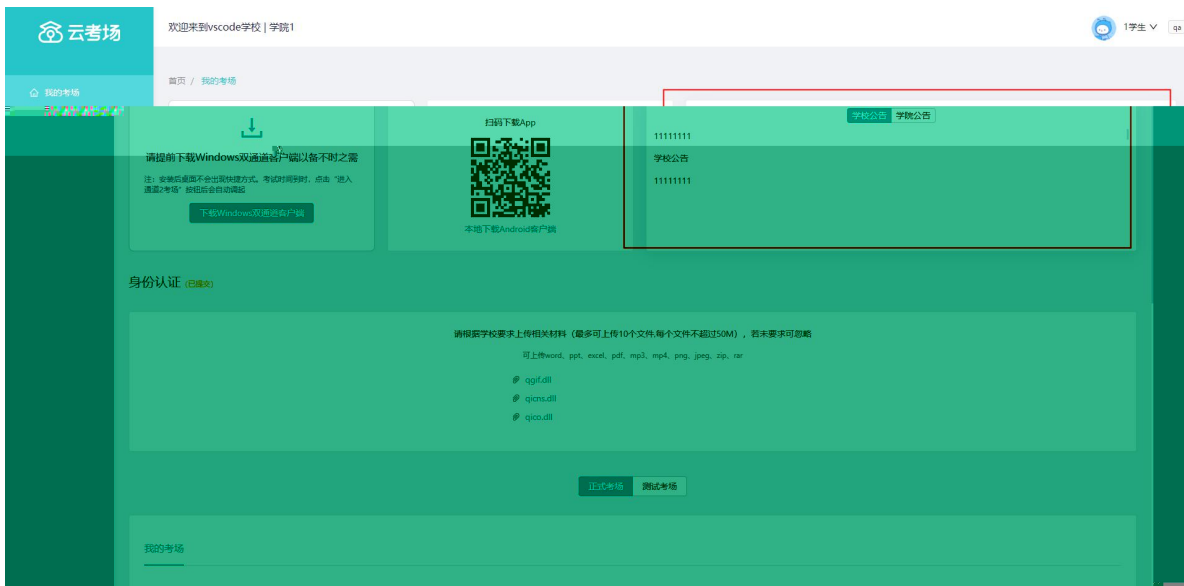 云考场
欢迎来到vscode学校 | 学院1
1学生
qa
首页 / 我的考场
我的考场
请提前下载Windows双通道客户端以备不时之需
注：安装后桌面不会出现快捷方式。考试时间到时，点击“进入
通道2考场”按钮后会自动调起
下载Windows双通道客户端
扫码下载App
本地下载Android客户端
学校公告 学院公告
11111111
学校公告
11111111
身份认证 (已提交)
请根据学校要求上传相关材料（最多可上传10个文件,每个文件不超过50M），若未要求可忽略
可上传word、ppt、excel、pdf、mp3、mp4、png、jpeg、zip、rar
qgif.dll
qicns.dll
qico.dll
正式考场 测试考场
我的考场